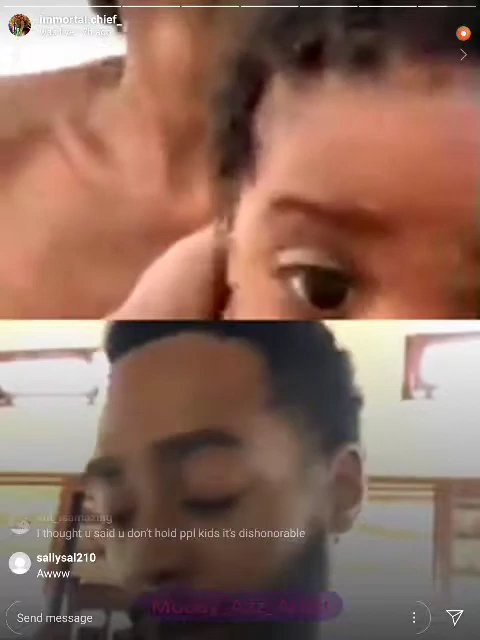 immortal.chief_
I thought u said u don't hold ppl kids it's dishonorable
sallysal210
Awww
Send message